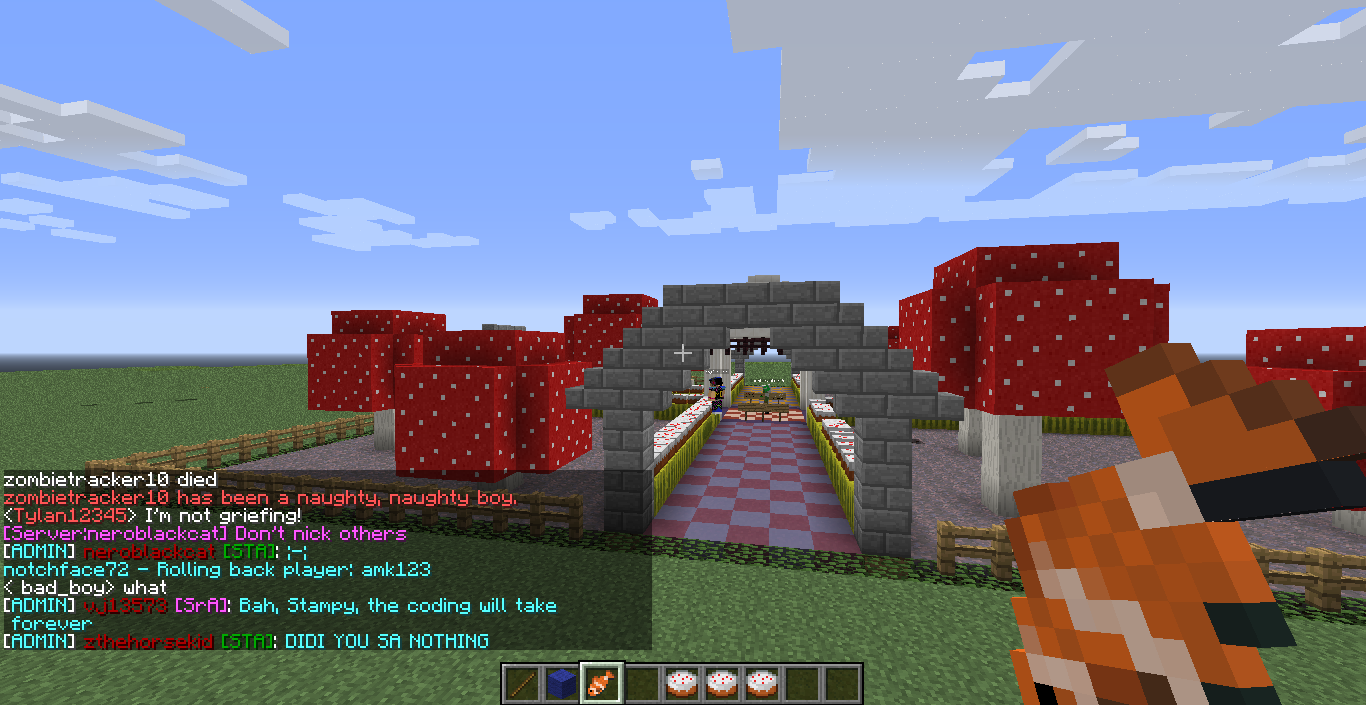 zombietracker10 died
zombietracker10 has been a naughty, naughty boy.
<Tylan12345> I'm not griefing!
[Server:neroblackcat] Don't nick others
[ADMIN] neroblackcat [STA]: ;-;
notchface72 - Rolling back player: amk123
< bad_boy> what
[ADMIN] vj13573 [SrA]: Bah, Stampy, the coding will take
forever
[ADMIN] zthehorsekid [STA]: DIDI YOU SA NOTHING